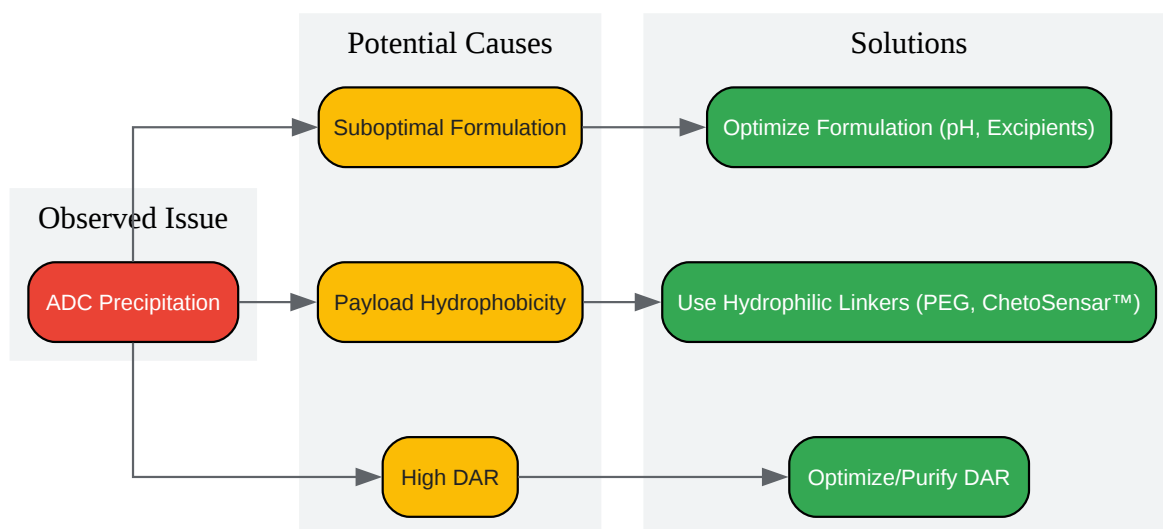 Potential Causes
Solutions
Suboptimal Formulation
Optimize Formulation (pH, Excipients)
Observed Issue
ADC Precipitation
Payload Hydrophobicity
Use Hydrophilic Linkers (PEG, ChetoSensar™)
High DAR
Optimize/Purify DAR